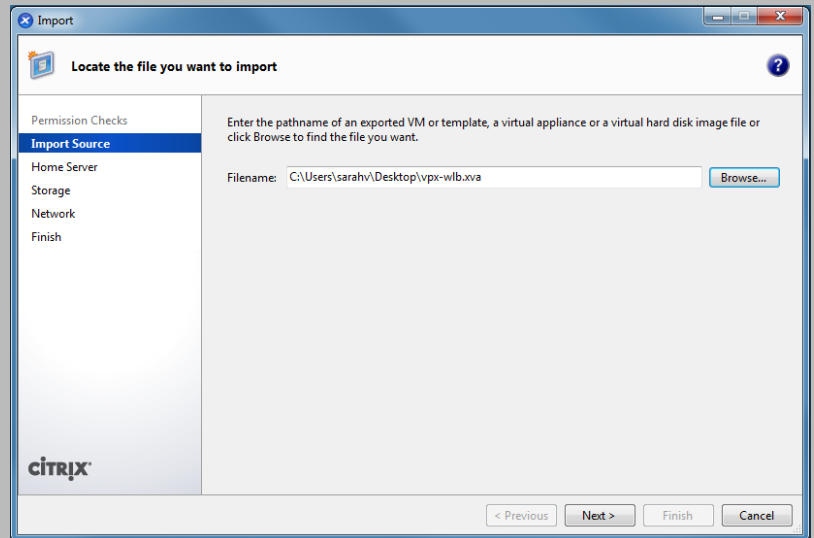 Import
Locate the file you want to import
?
Permission Checks
Import Source
Home Server
Storage
Network
Finish
Enter the pathname of an exported VM or template, a virtual appliance or a virtual hard disk image file or
click Browse to find the file you want.
Filename: C:\Users\sarahv\Desktop\vpx-wlb.xva Browse...
CİTRIX
< Previous Next > Finish Cancel